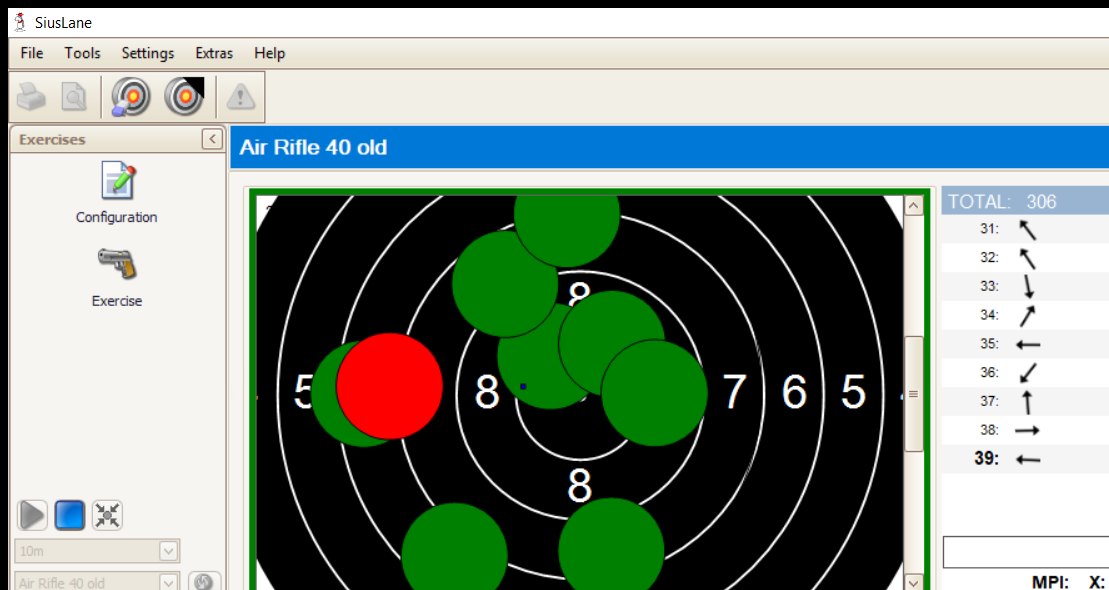 SiusLane
File Tools Settings Extras Help
Exercises
Air Rifle 40 old
Configuration
Exercise
10m
Air Rifle 40 old
8
5 8 7 6 5
8
TOTAL: 306
31:
32:
33:
34:
35:
36:
37:
38:
39:
MPI: X: